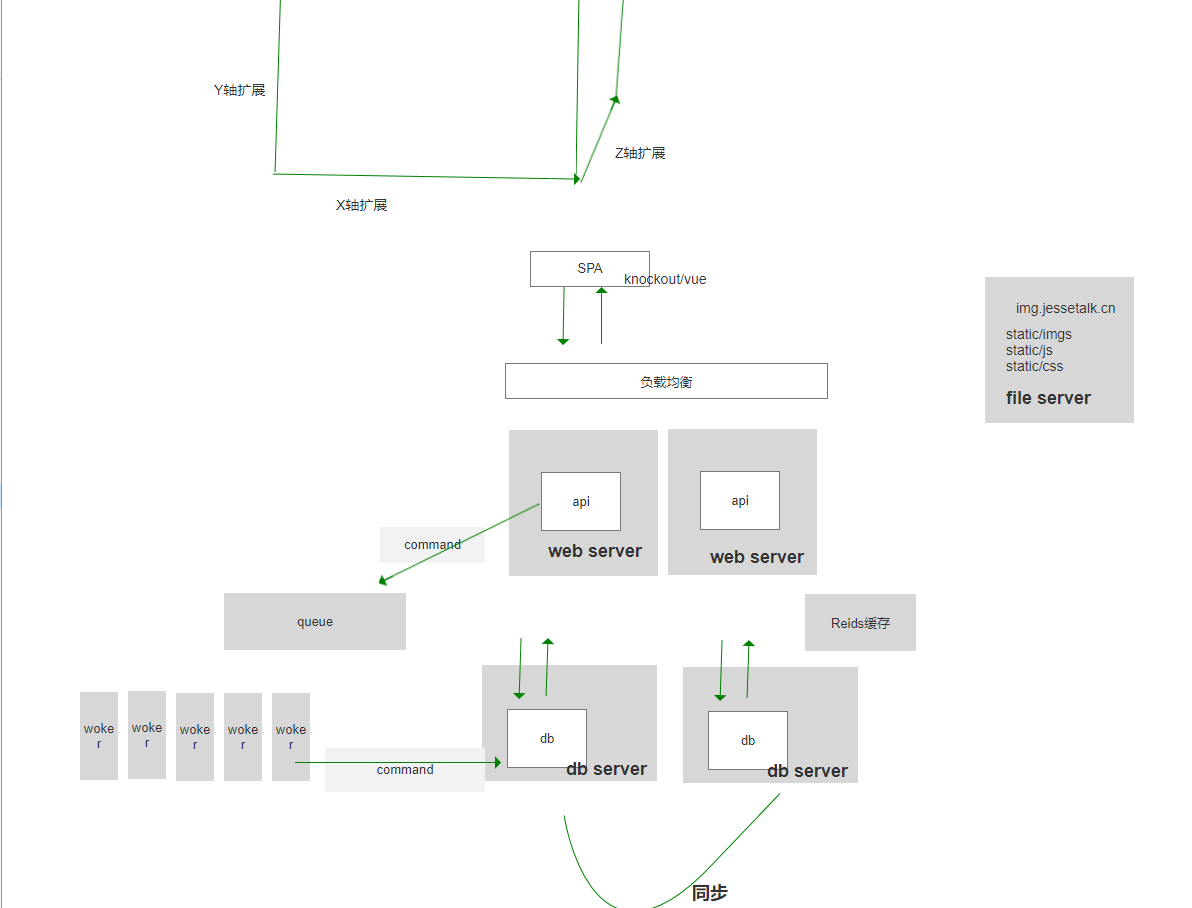 Y轴扩展
Z轴扩展
X轴扩展
SPA
knockout/vue
img.jessetalk.cn
static/imgs
static/js
static/css
file server
负载均衡
api
api
command
web server
web server
queue
Reids缓存
woke
r
woke
r
woke
r
woke
r
woke
r
command
db
db server
db
db server
同步